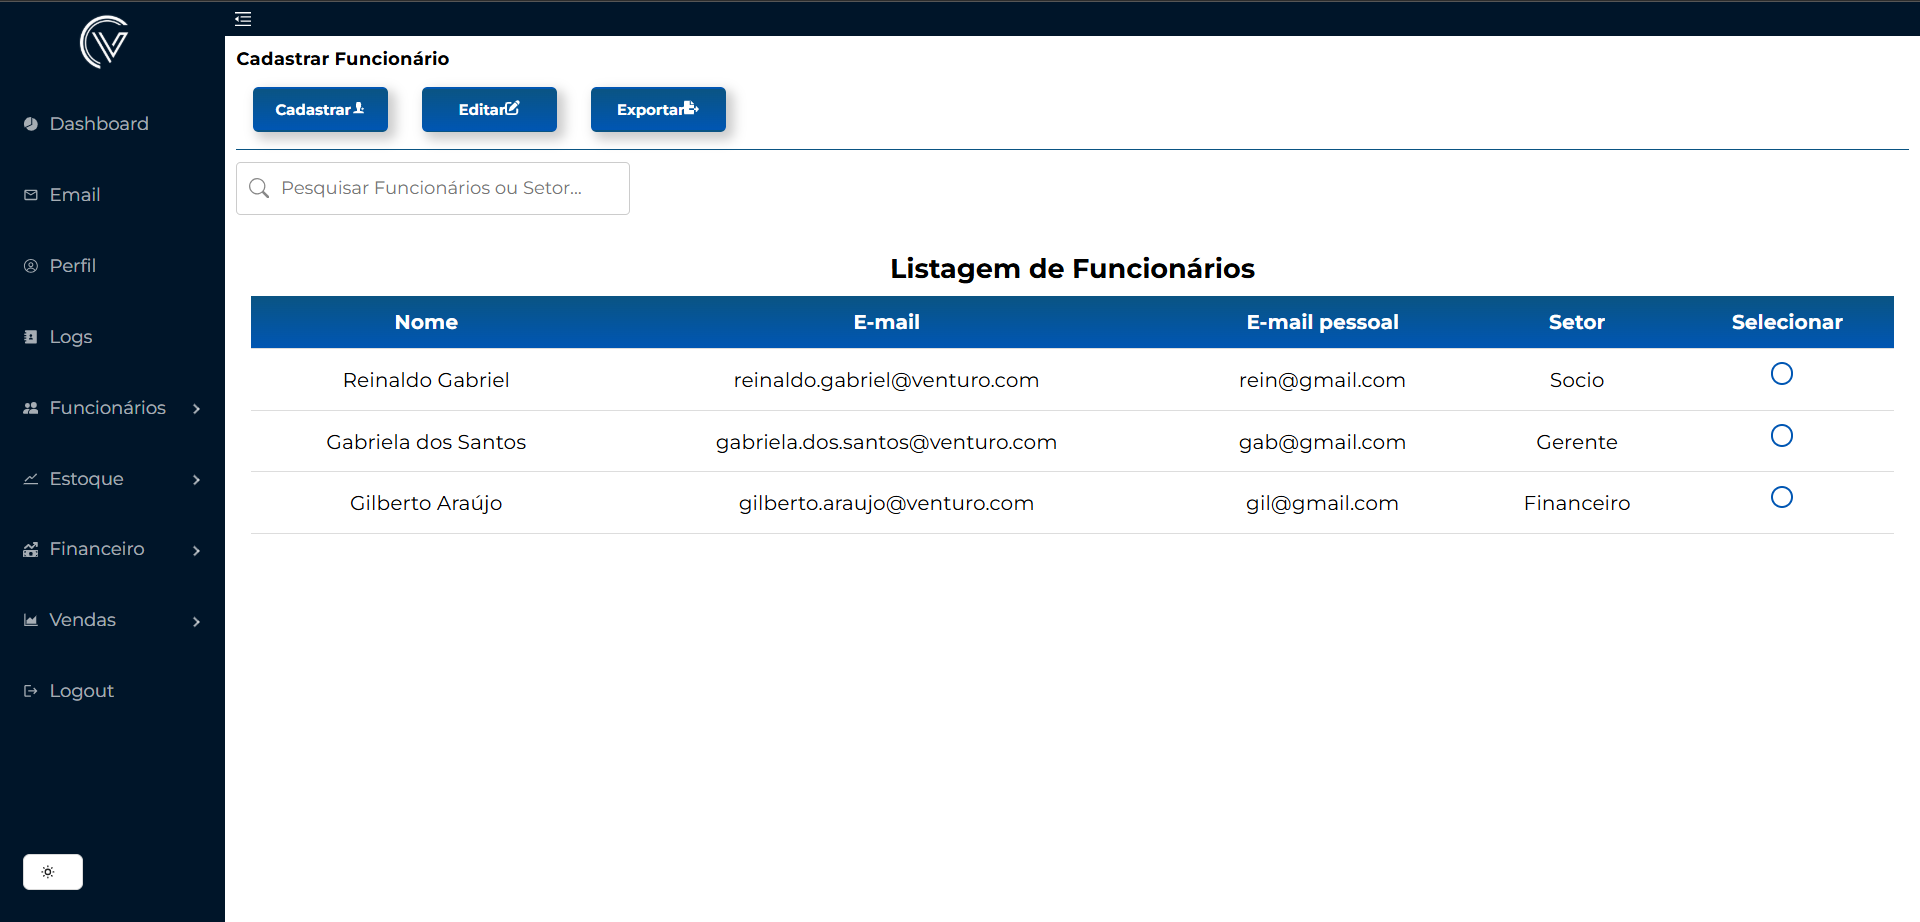 Dashboard
Email
Perfil
Logs
Funcionários
Estoque
Financeiro
Vendas
Logout
Cadastrar Funcionário
Cadastrar Editar Exportar
Pesquisar Funcionários ou Setor...
Listagem de Funcionários
Nome E-mail E-mail pessoal Setor Selecionar
Reinaldo Gabriel reinaldo.gabriel@venturo.com rein@gmail.com Socio
Gabriela dos Santos gabriela.dos.santos@venturo.com gab@gmail.com Gerente
Gilberto Araújo gilberto.araujo@venturo.com gil@gmail.com Financeiro